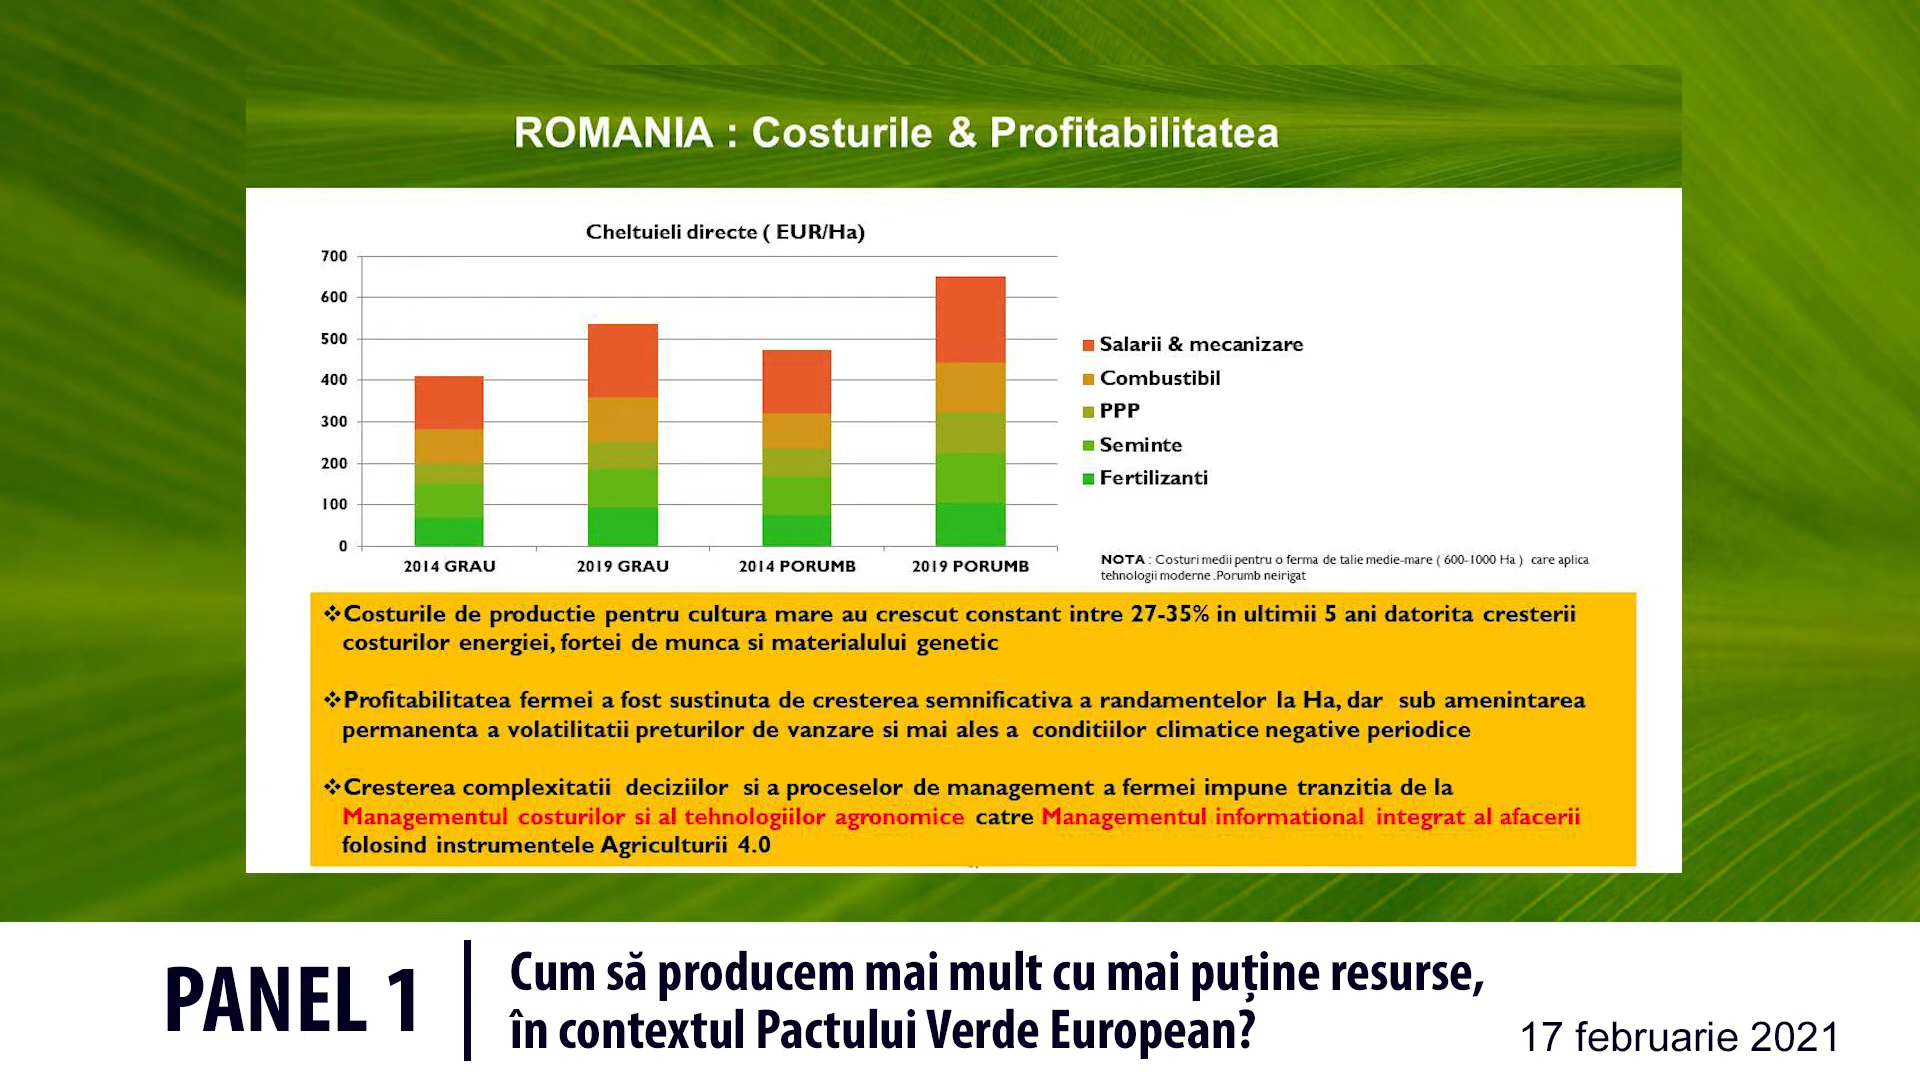 ROMANIA : Costurile & Profitabilitatea
Cheltuieli directe ( EUR/Ha)
700
600
500
400
300
200
100
0
2014 GRAU 2019 GRAU 2014 PORUMB 2019 PORUMB
Salarii & mecanizare
Combustibil
PPP
Seminte
Fertilizanti
NOTA : Costuri medii pentru o ferma de talie medie-mare ( 600-1000 Ha ) care aplica
tehnologii moderne .Porumb neirigat
❖Costurile de productie pentru cultura mare au crescut constant intre 27-35% in ultimii 5 ani datorita cresterii
costurilor energiei, fortei de munca si materialului genetic
❖Profitabilitatea fermei a fost sustinuta de cresterea semnificativa a randamentelor la Ha, dar sub amenintarea
permanenta a volatilitatii preturilor de vanzare si mai ales a conditiilor climatice negative periodice
❖Cresterea complexitatii deciziilor si a proceselor de management a fermei impune tranzitia de la
Managementul costurilor si al tehnologiilor agronomice catre Managementul informational integrat al afacerii
folosind instrumentele Agriculturii 4.0
PANEL 1
Cum să producem mai mult cu mai puține resurse,
în contextul Pactului Verde European?
17 februarie 2021